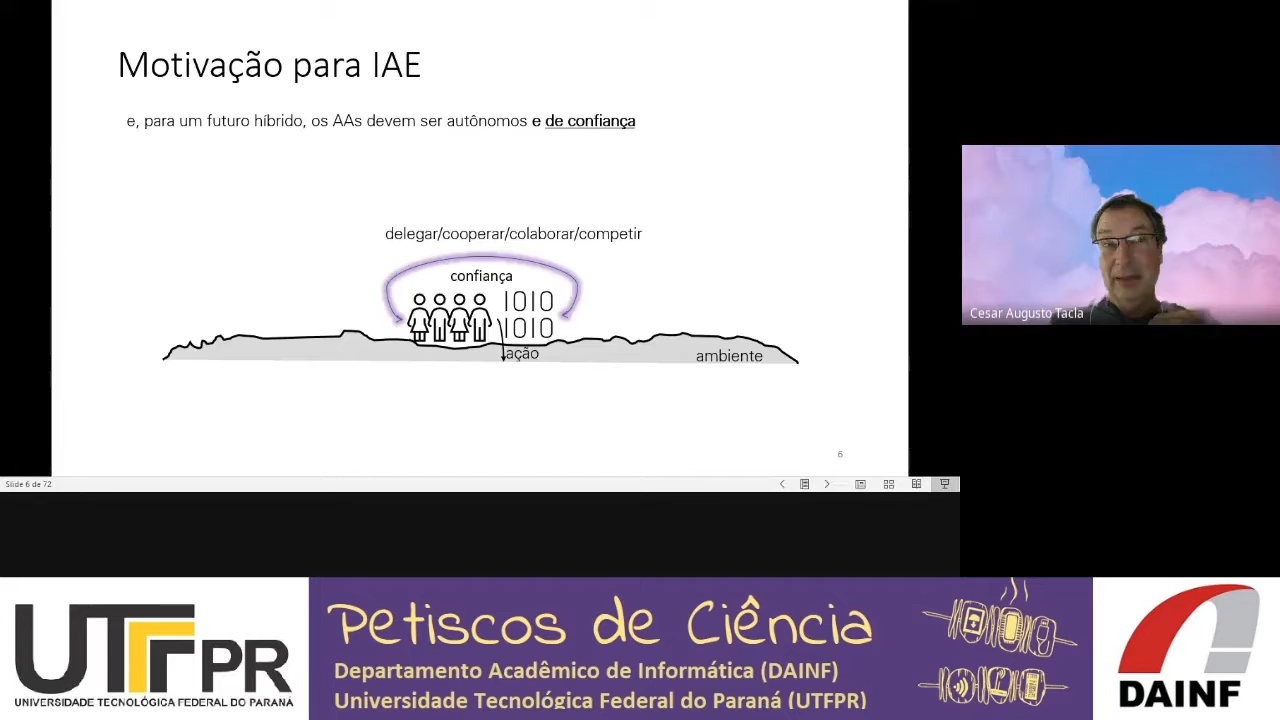 Motivação para IAE
e, para um futuro híbrido, os AAs devem ser autônomos e de confiança
delegar/cooperar/colaborar/competir
confiança
1010
1010
ação
ambiente
6
Slide 6 de 72
Cesar Augusto Tacla
UTFPR
UNIVERSIDADE TECNOLÓGICA FEDERAL DO PARANÁ
Petiscos de Ciência
Departamento Acadêmico de Informática (DAINF)
Universidade Tecnológica Federal do Paraná (UTFPR)
DAINF